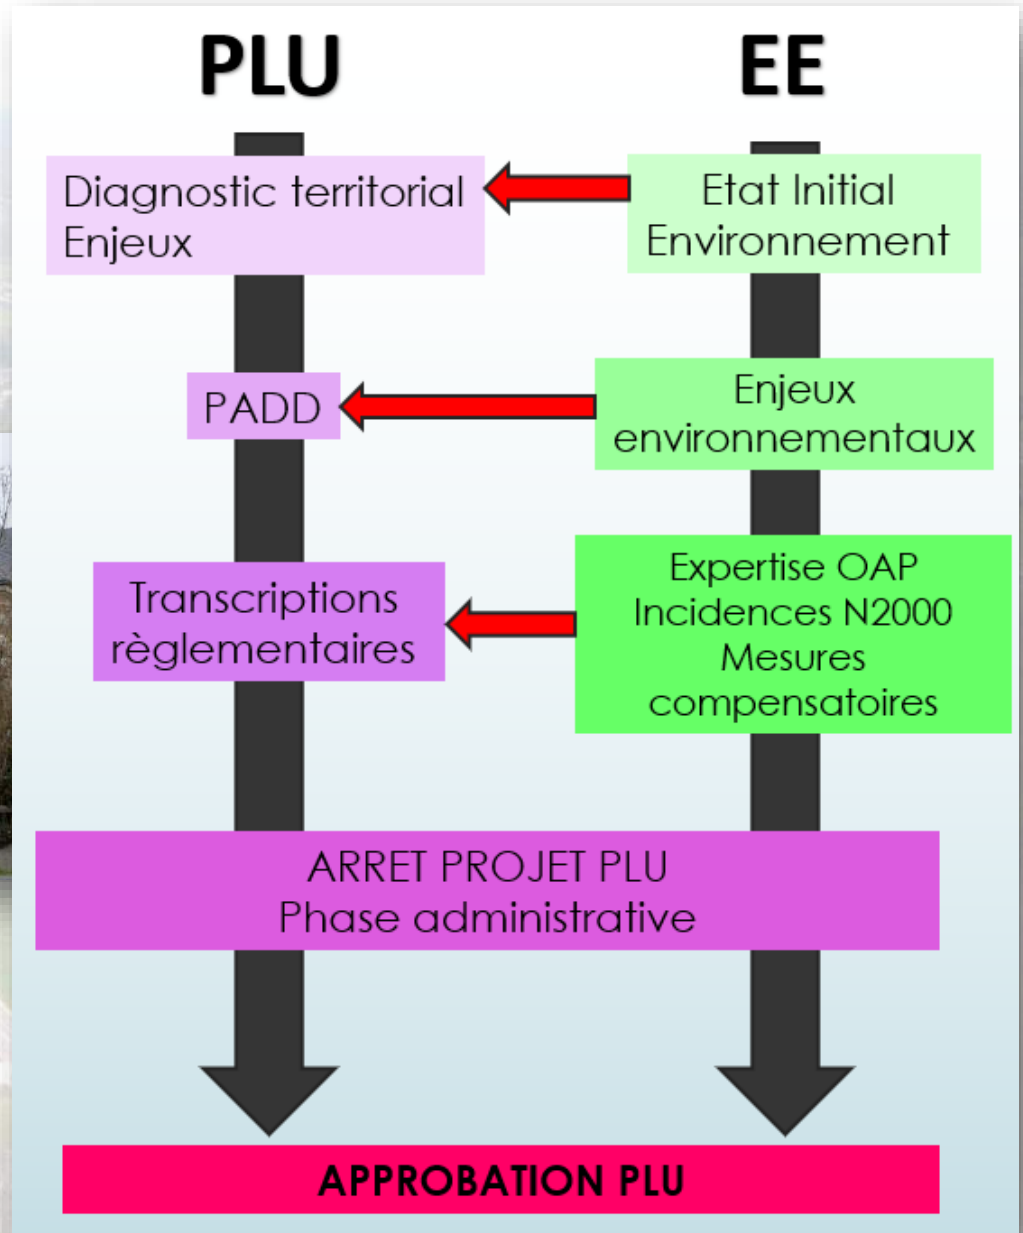 PLU
EE
Diagnostic territorial
Enjeux
Etat Initial
Environnement
PADD
Enjeux
environnementaux
Transcriptions
règlementaires
Expertise OAP
Incidences N2000
Mesures
compensatoires
ARRET PROJET PLU
Phase administrative
APPROBATION PLU